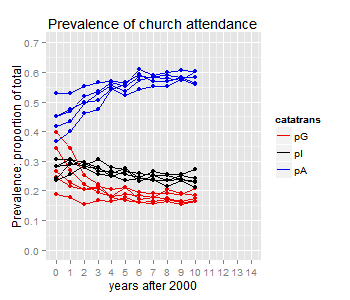 Prevalence of church attendance
Prevalence: proportion of total
0.7
0.6
0.5
0.4
0.3
0.2
0.1
0.0
0 1 2 3 4 5 6 7 8 9 10 11 12 13 14
years after 2000
catatrans
pG
pI
pA